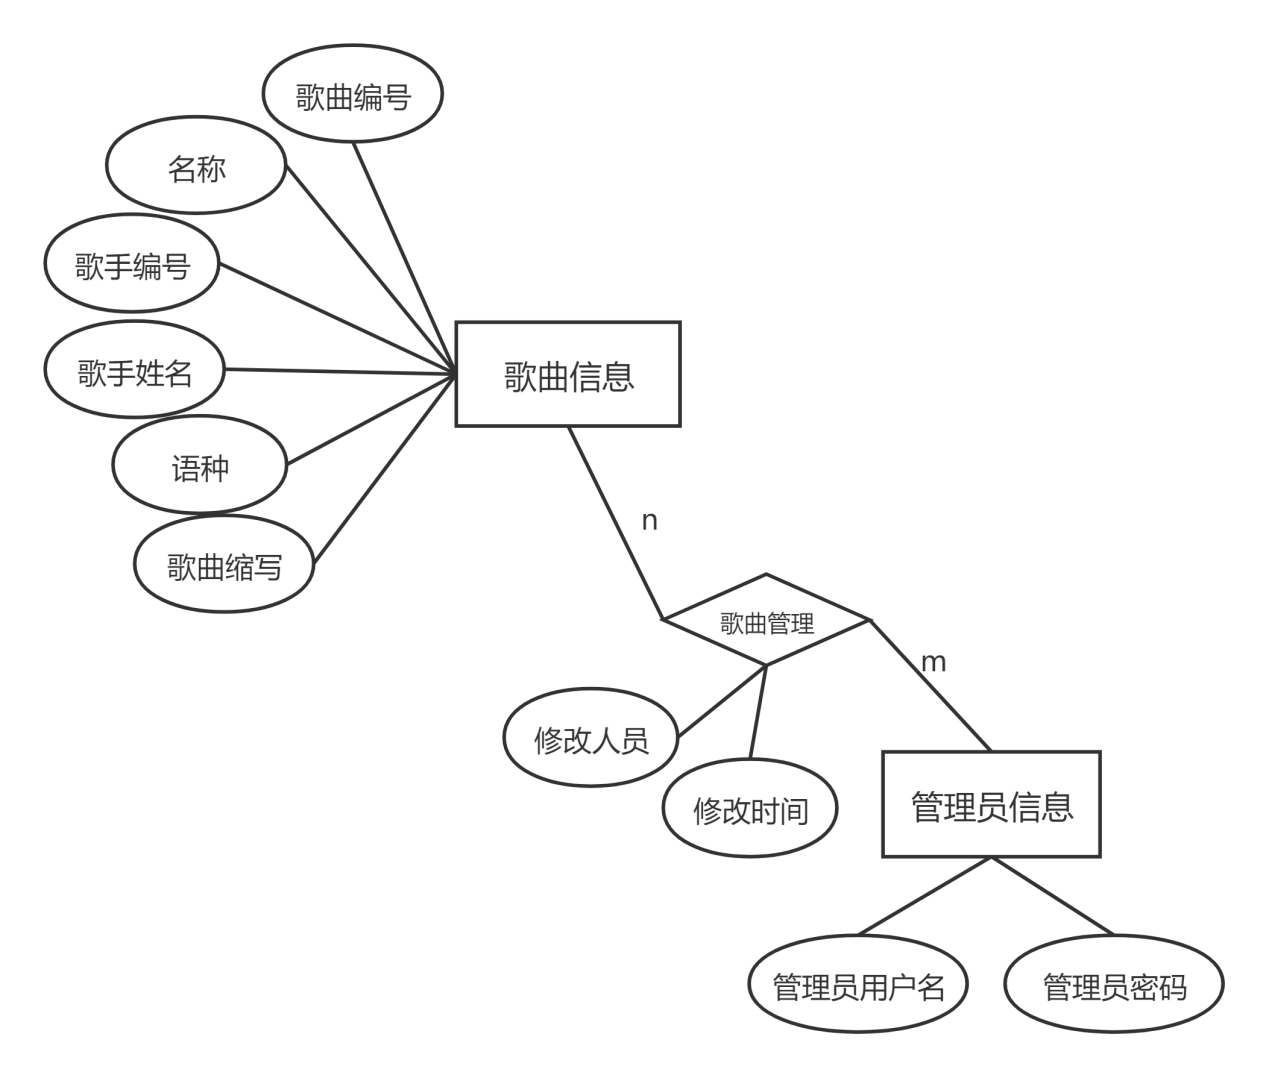 歌曲编号
名称
歌手编号
歌手姓名
歌曲信息
语种
n
歌曲缩写
歌曲管理
m
修改人员
修改时间
管理员信息
管理员用户名
管理员密码